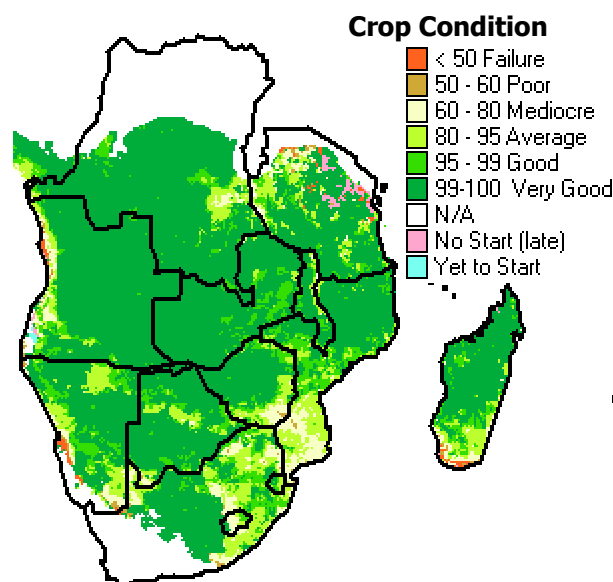 Crop Condition
< 50 Failure
50 - 60 Poor
60 - 80 Mediocre
80 - 95 Average
95 - 99 Good
99-100 Very Good
N/A
No Start (late)
Yet to Start